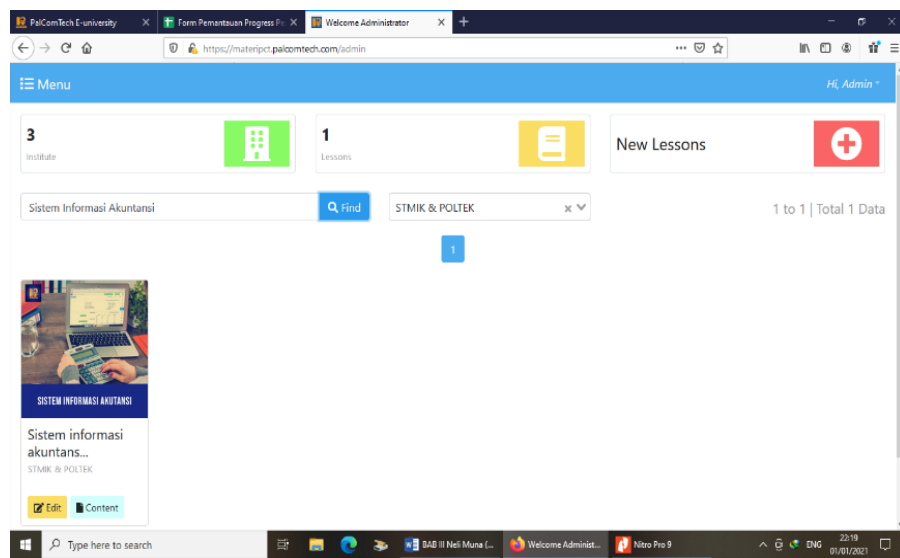 PalComTech E-university
Form Pemantauan Progress Pe
Welcome Administrator
https://materipct.palcomtech.com/admin
Menu
Hi, Admin
3
Institute
1
Lessons
New Lessons
Sistem Informasi Akuntansi
Find
STMIK & POLTEK
1 to 1 | Total 1 Data
1
SISTEM INFORMASI AKUTANSI
Sistem informasi
akuntans...
STMIK & POLTEK
Edit
Content
Type here to search
BAB III Neli Muna (...
Welcome Administ...
Nitro Pro 9
ENG
22:19
01/01/2021